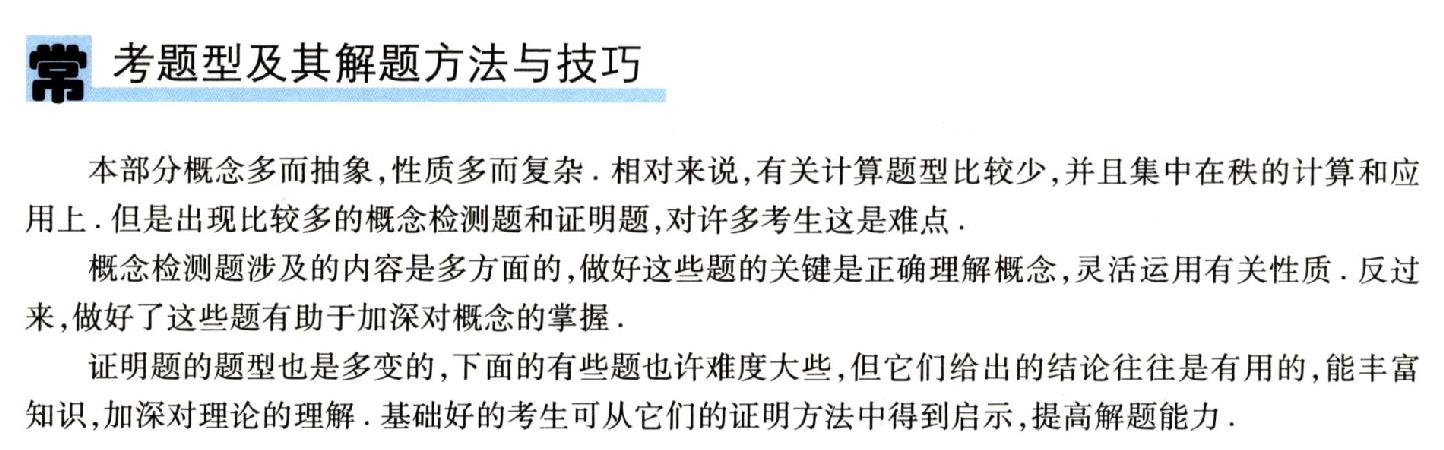 常考题型及其解题方法与技巧
本部分概念多而抽象,性质多而复杂.相对来说,有关计算题型比较少,并且集中在秩的计算和应
用上.但是出现比较多的概念检测题和证明题,对许多考生这是难点.
概念检测题涉及的内容是多方面的,做好这些题的关键是正确理解概念,灵活运用有关性质.反过
来,做好了这些题有助于加深对概念的掌握.
证明题的题型也是多变的,下面的有些题也许难度大些,但它们给出的结论往往是有用的,能丰富
知识,加深对理论的理解.基础好的考生可从它们的证明方法中得到启示,提高解题能力.